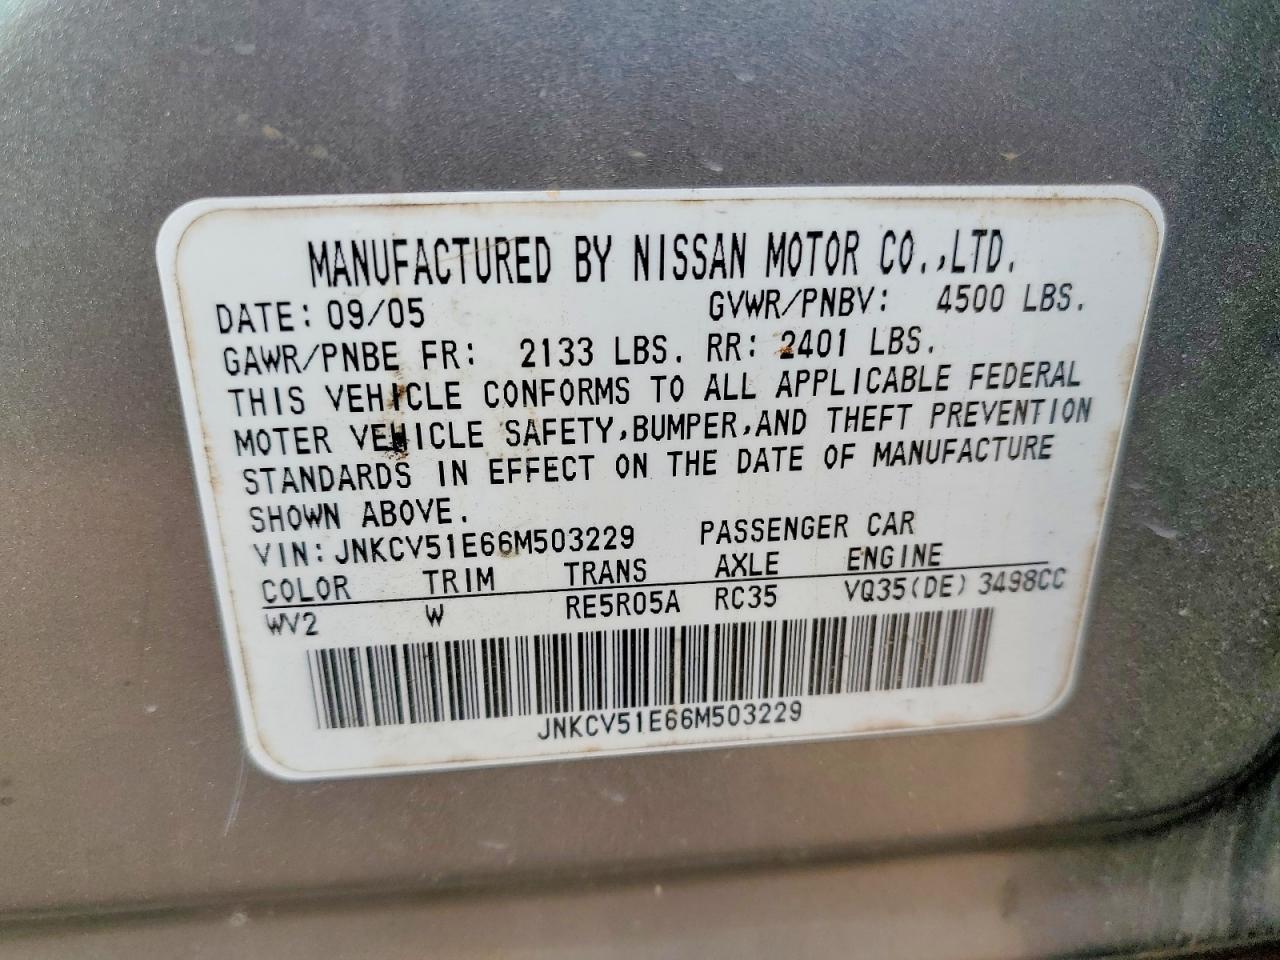 MANUFACTURED BY NISSAN MOTOR CO.,LTD.
DATE: 09/05 GVWR/PNBV: 4500 LBS.
GAWR/PNBE FR: 2133 LBS. RR: 2401 LBS.
THIS VEHICLE CONFORMS TO ALL APPLICABLE FEDERAL
MOTER VEHICLE SAFETY,BUMPER,AND THEFT PREVENTION
STANDARDS IN EFFECT ON THE DATE OF MANUFACTURE
SHOWN ABOVE.
VIN: JNKCV51E66M503229 PASSENGER CAR
COLOR TRIM TRANS AXLE ENGINE
WV2 W RE5R05A RC35 VQ35(DE) 3498CC
JNKCV51E66M503229